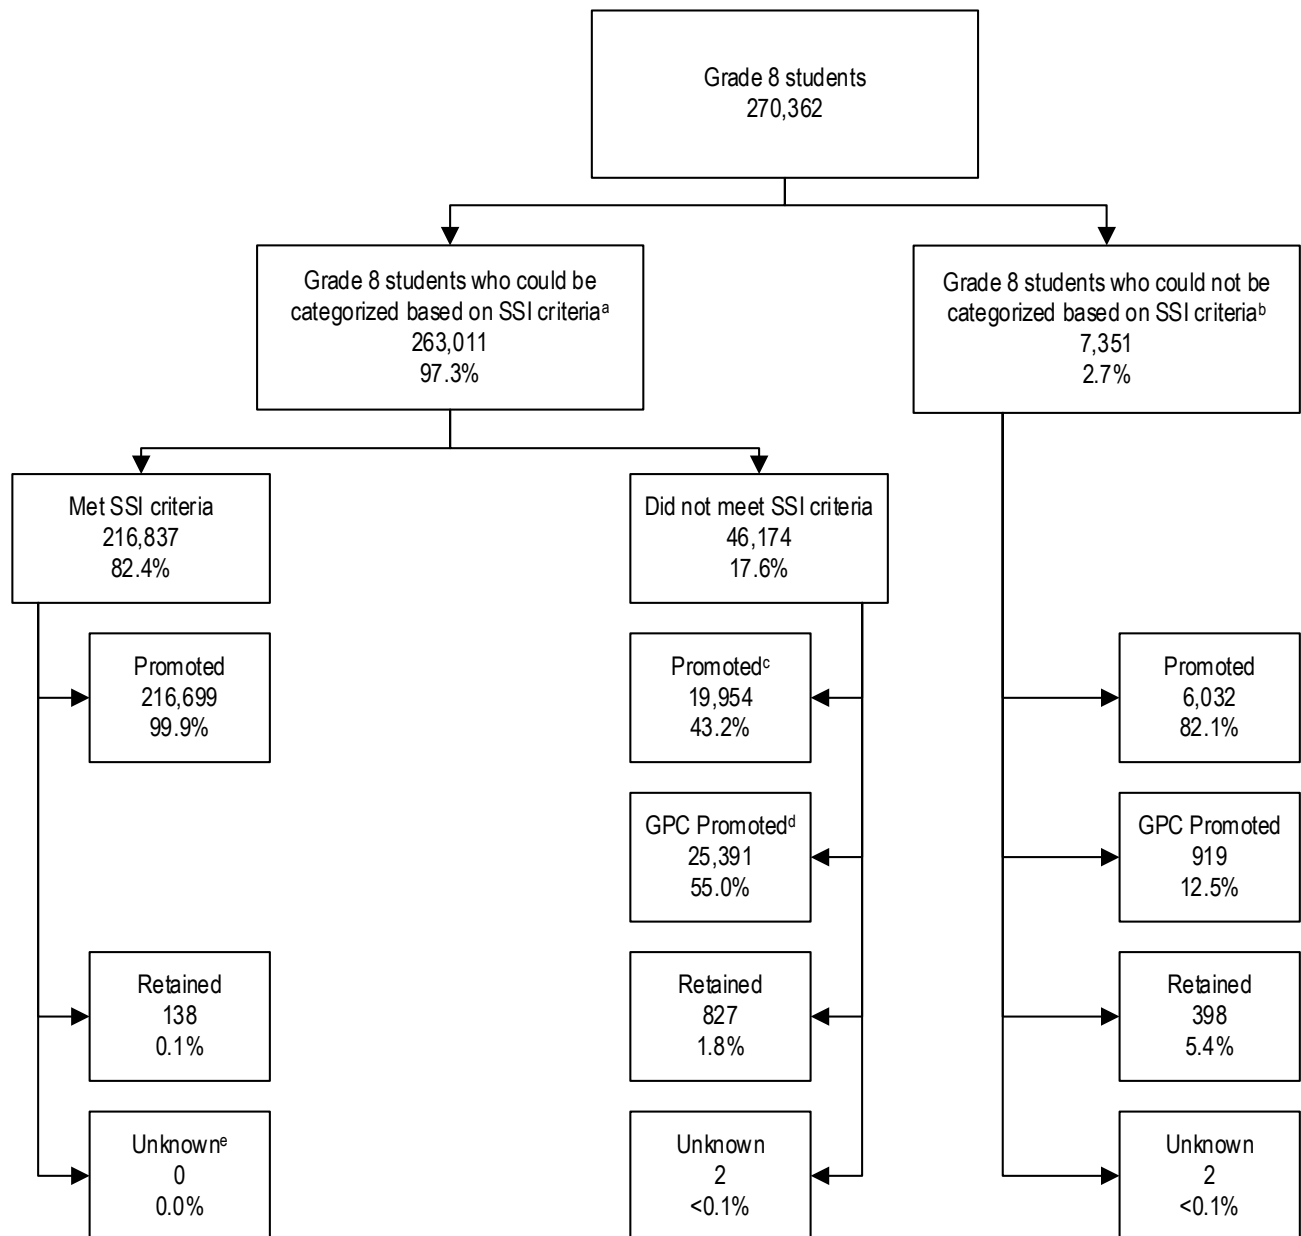 Grade 8 students
270,362
Grade 8 students who could be
categorized based on SSI criteriaᵃ
263,011
97.3%
Grade 8 students who could not be
categorized based on SSI criteriaᵇ
7,351
2.7%
Met SSI criteria
216,837
82.4%
Did not meet SSI criteria
46,174
17.6%
Promoted
216,699
99.9%
Promotedᶜ
19,954
43.2%
Promoted
6,032
82.1%
GPC Promotedᵈ
25,391
55.0%
GPC Promoted
919
12.5%
Retained
138
0.1%
Retained
827
1.8%
Retained
398
5.4%
Unknownᵉ
0
0.0%
Unknown
2
<0.1%
Unknown
2
<0.1%